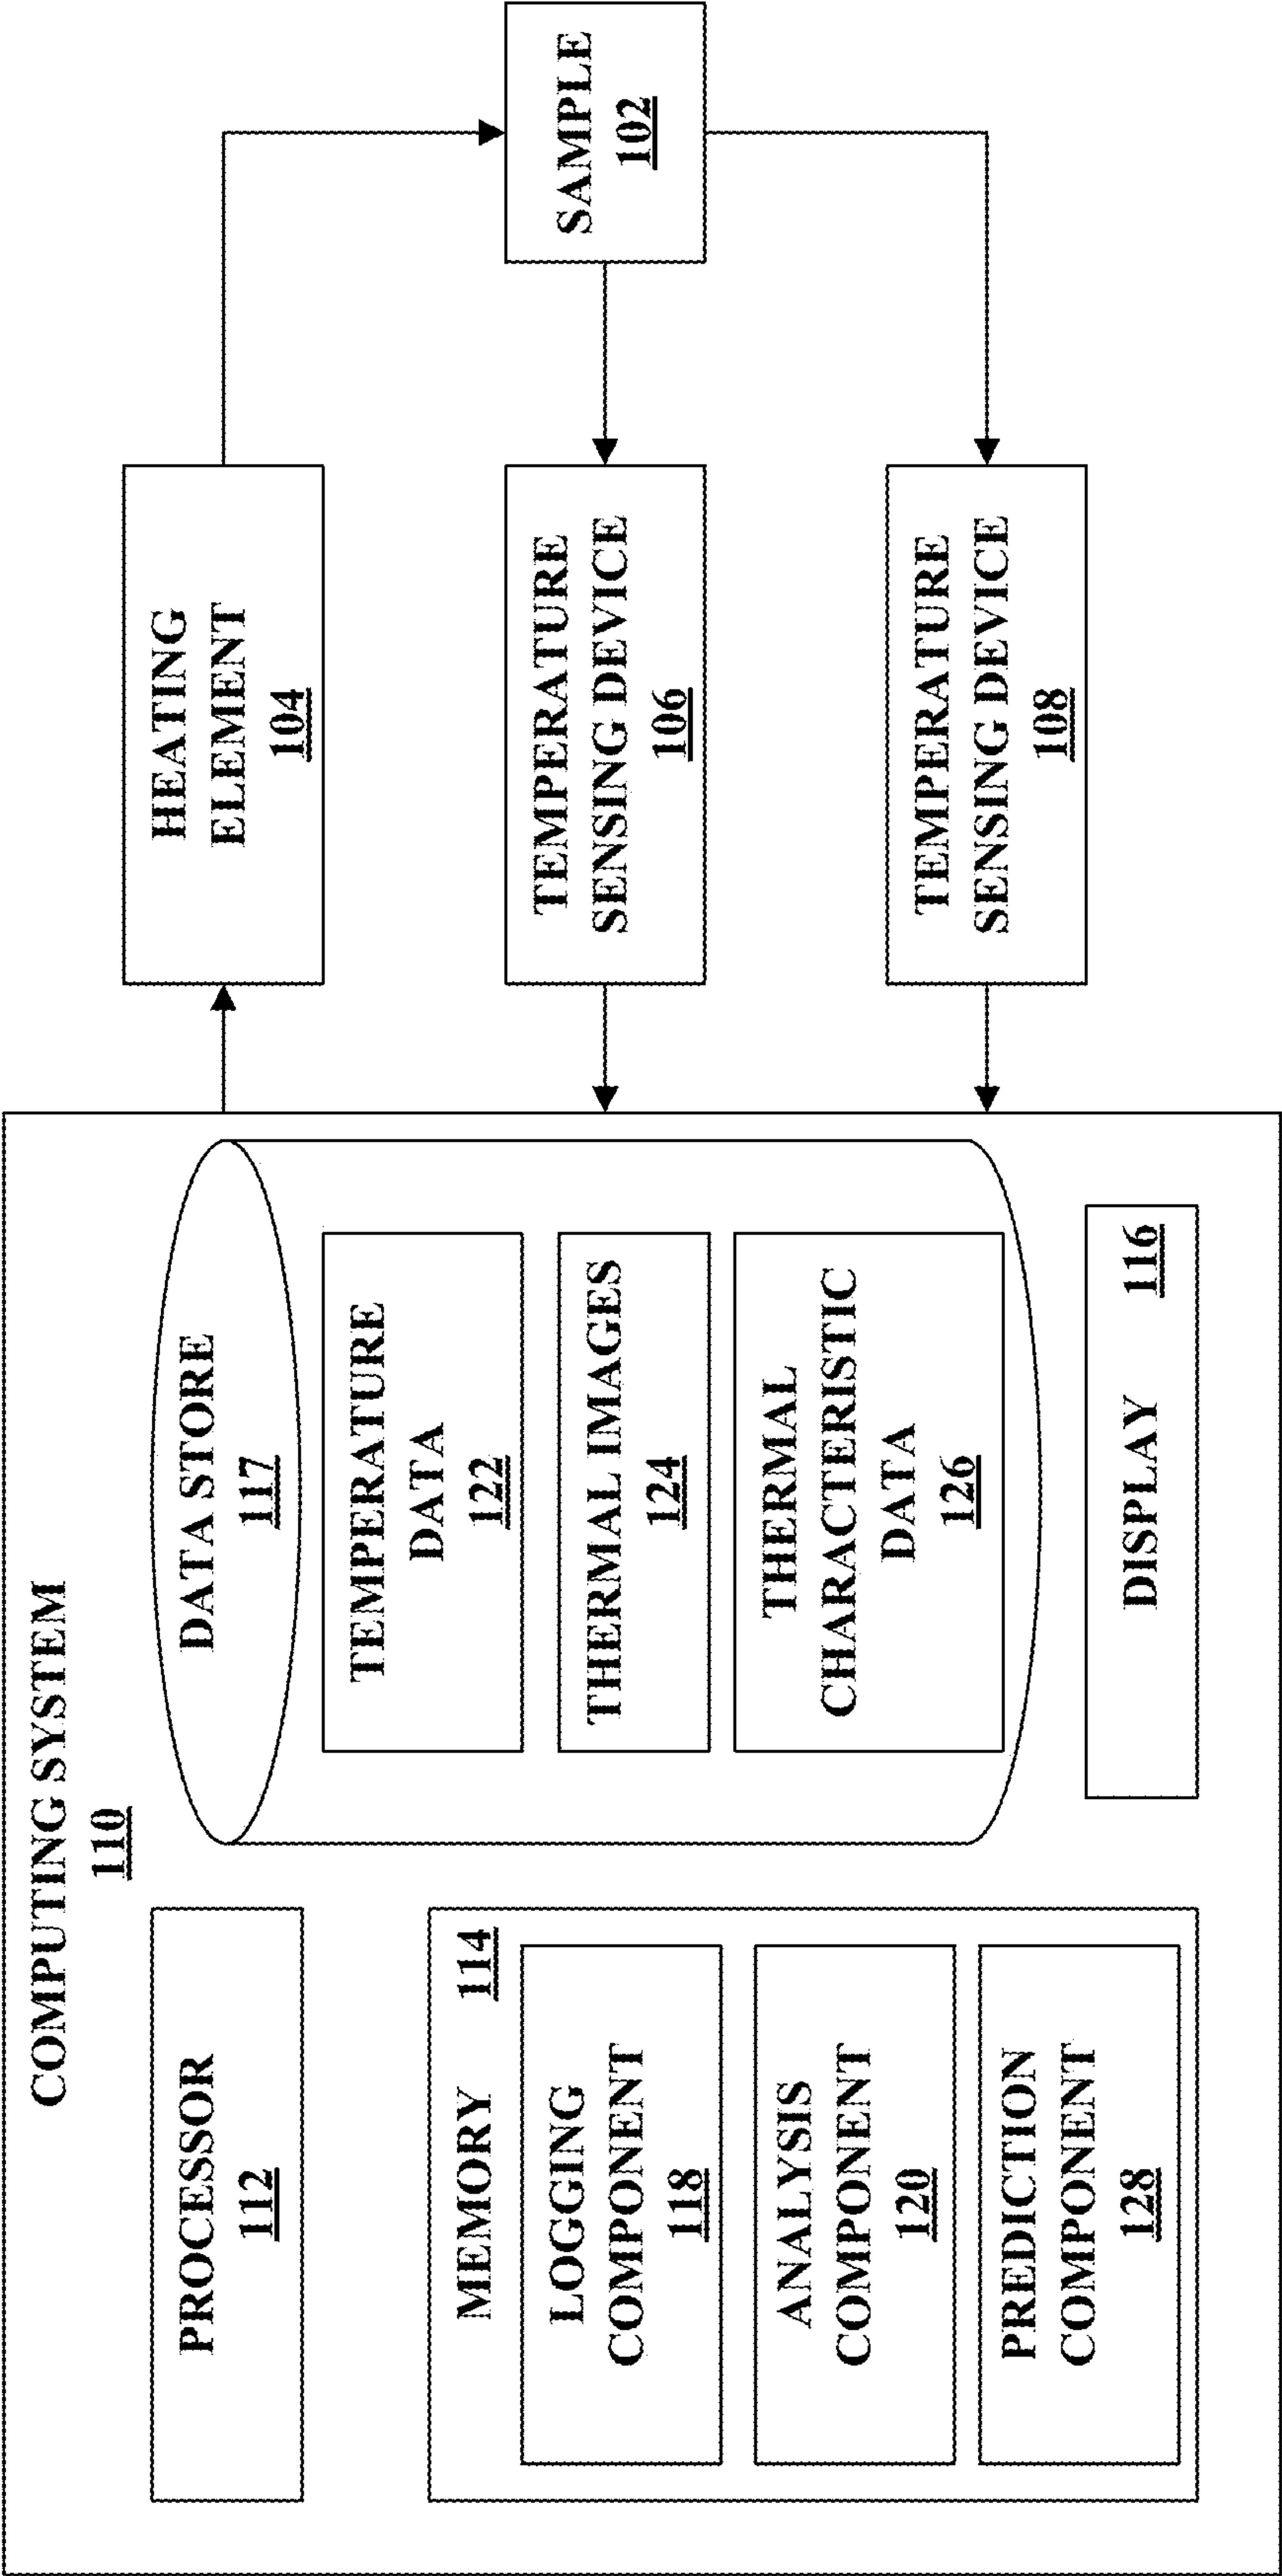 COMPUTING SYSTEM
110
PROCESSOR
112
MEMORY 114
LOGGING
COMPONENT
118
ANALYSIS
COMPONENT
120
PREDICTION
COMPONENT
128
DATA STORE
117
TEMPERATURE
DATA
122
THERMAL IMAGES
124
THERMAL
CHARACTERISTIC
DATA
126
DISPLAY 116
HEATING
ELEMENT
104
TEMPERATURE
SENSING DEVICE
106
TEMPERATURE
SENSING DEVICE
108
SAMPLE
102